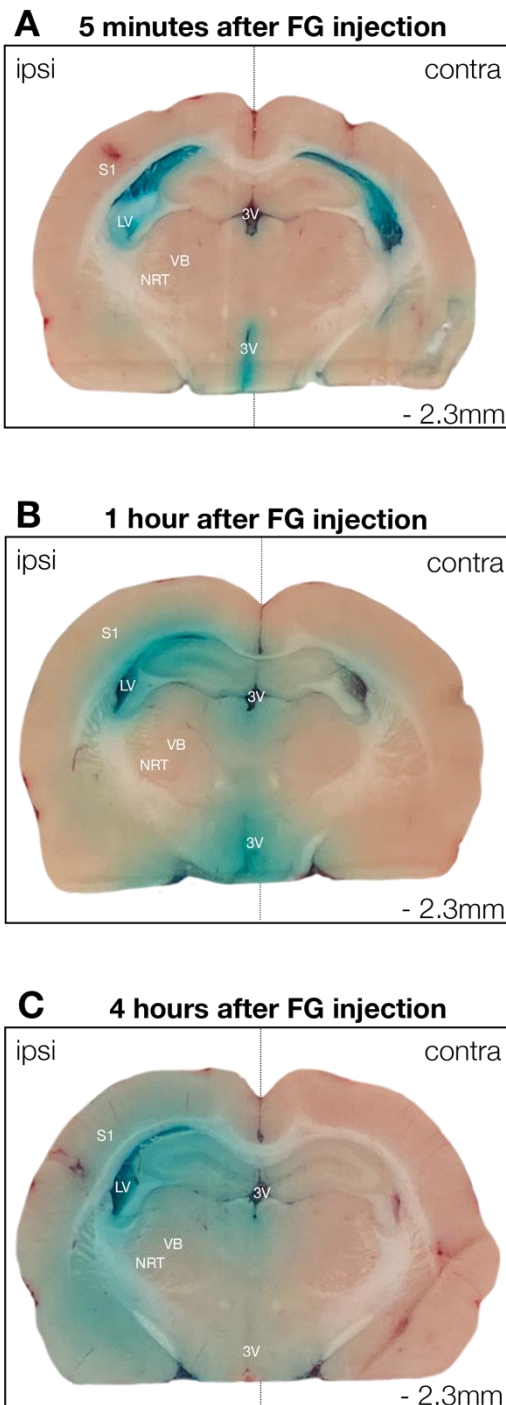 A 5 minutes after FG injection
ipsi contra
S1
3V
LV
VB
NRT
3V
- 2.3mm
B 1 hour after FG injection
ipsi contra
S1
LV
3V
VB
NRT
3V
- 2.3mm
C 4 hours after FG injection
ipsi contra
S1
LV
3V
VB
NRT
3V
- 2.3mm